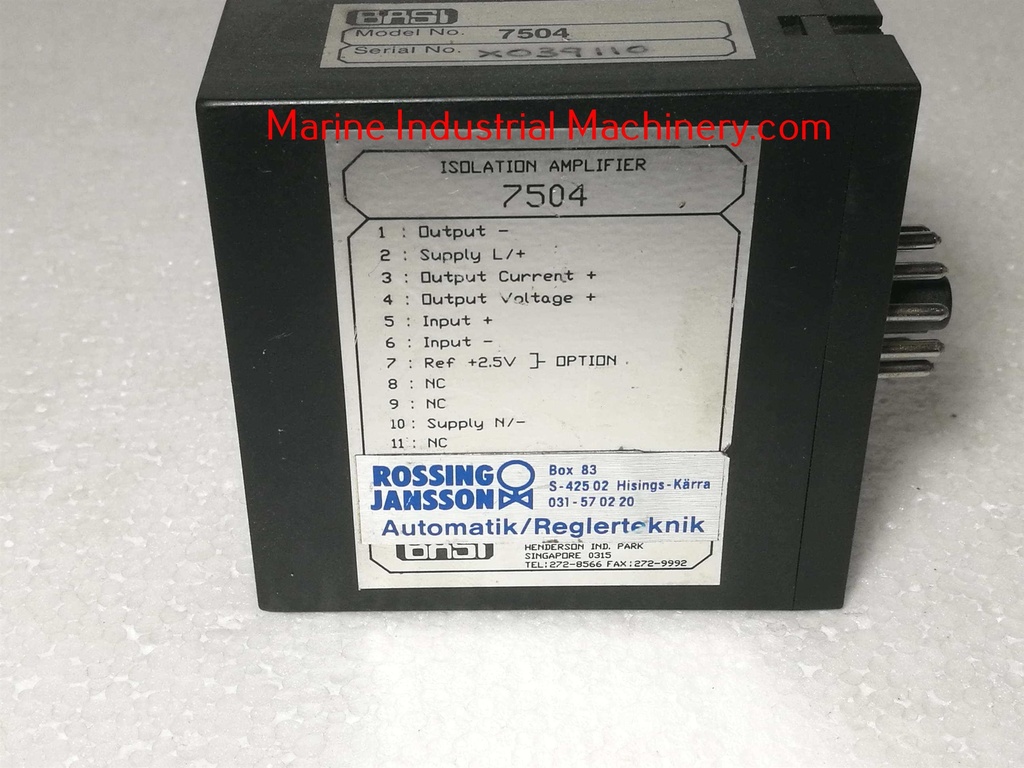 BASI
Model No. 7504
Serial No. X039110
Marine Industrial Machinery.com
ISOLATION AMPLIFIER
7504
1 : Output -
2 : Supply L/+
3 : Output Current +
4 : Output Voltage +
5 : Input +
6 : Input -
7 : Ref +2.5V }- OPTION
8 : NC
9 : NC
10 : Supply N/-
11 : NC
ROSSING
JANSSON
Box 83
S-425 02 Hisings-Kärra
031-57 02 20
Automatik/Reglerteknik
BASI
HENDERSON IND. PARK
SINGAPORE 0315
TEL:272-8566 FAX:272-9992